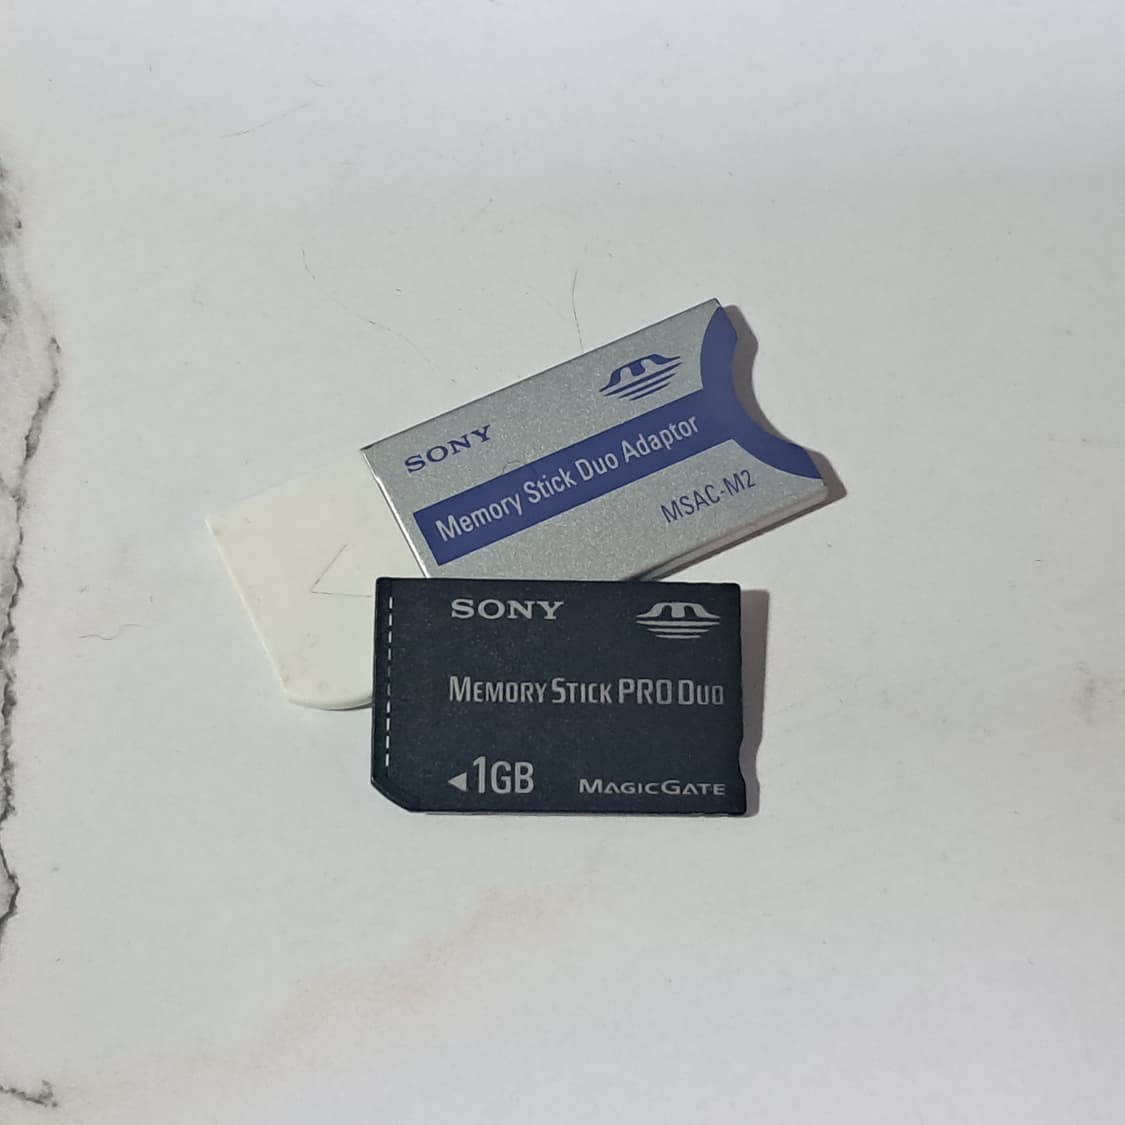 SONY
Memory Stick Duo Adaptor
MSAC-M2
SONY
MEMORY STICK PRO DUO
1GB
MAGICGATE